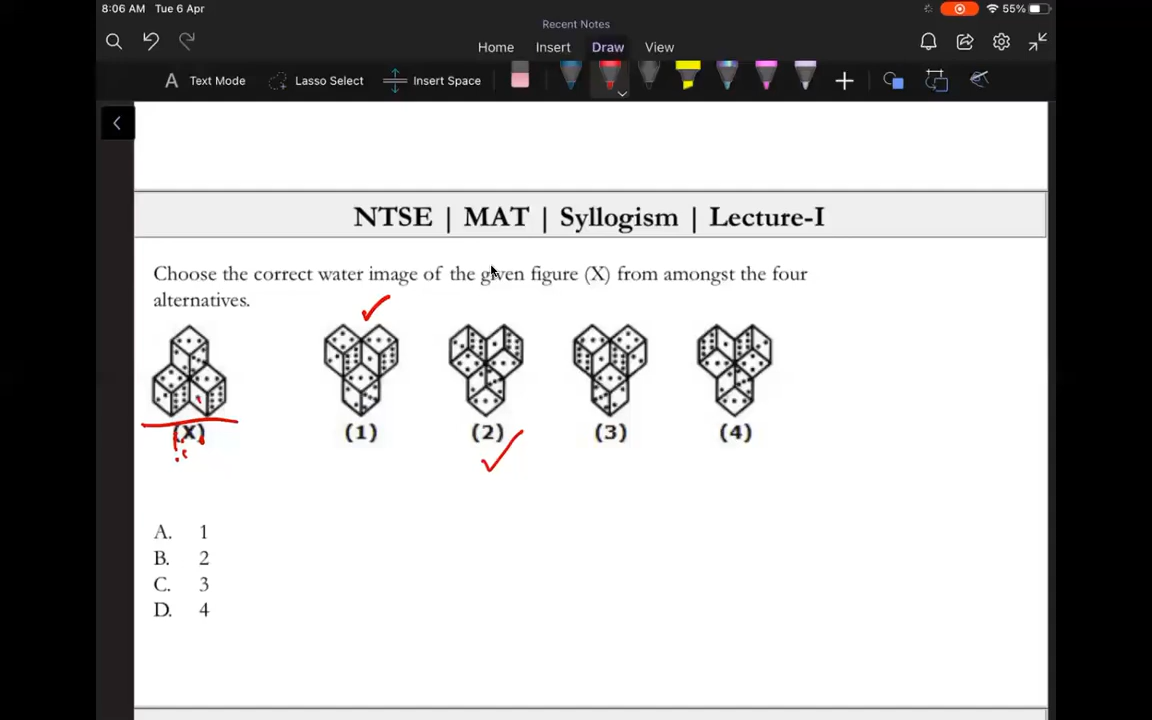 8:06 AM Tue 6 Apr
55%
Recent Notes
Home Insert Draw View
Text Mode Lasso Select Insert Space
NTSE | MAT | Syllogism | Lecture-I
Choose the correct water image of the given figure (X) from amongst the four
alternatives.
(X) (1) (2) (3) (4)
A. 1
B. 2
C. 3
D. 4